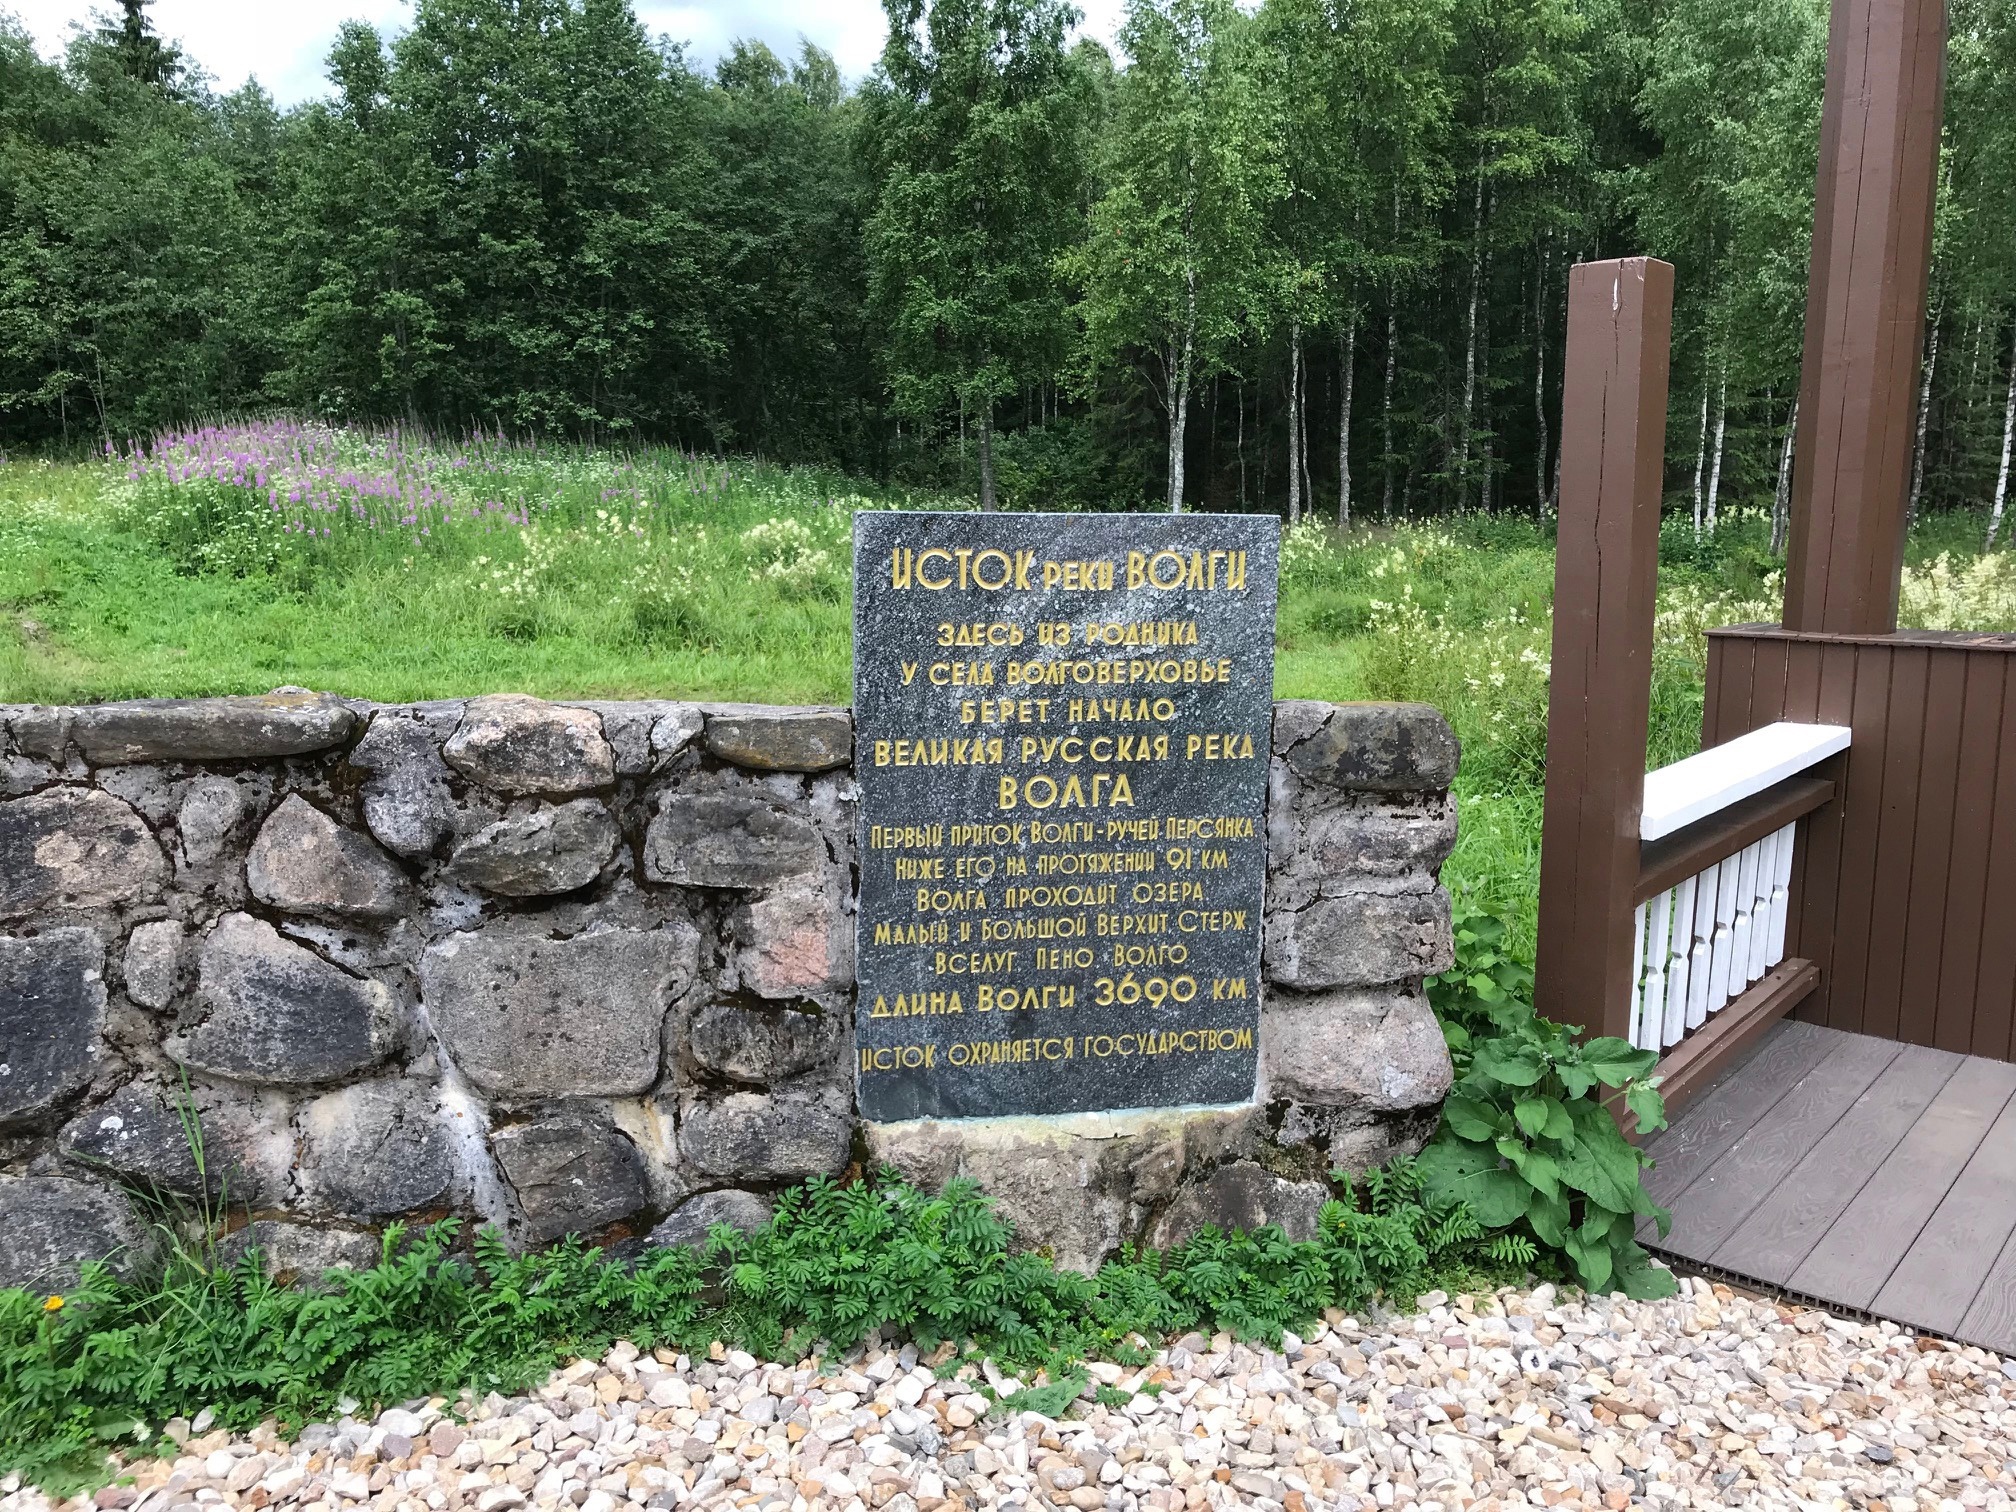 ИСТОК РЕКИ ВОЛГИ
ЗДЕСЬ ИЗ РОДНИКА
У СЕЛА ВОЛГОВЕРХОВЬЕ
БЕРЕТ НАЧАЛО
ВЕЛИКАЯ РУССКАЯ РЕКА
ВОЛГА
ПЕРВЫЙ ПРИТОК ВОЛГИ-РУЧЕЙ ПЕРСЯНКА
НИЖЕ ЕГО НА ПРОТЯЖЕНИИ 91 КМ
ВОЛГА ПРОХОДИТ ОЗЕРА
МАЛЫЙ И БОЛЬШОЙ ВЕРХИТ СТЕРЖ
ВСЕЛУГ ПЕНО ВОЛГО
ДЛИНА ВОЛГИ 3690 КМ
ИСТОК ОХРАНЯЕТСЯ ГОСУДАРСТВОМ